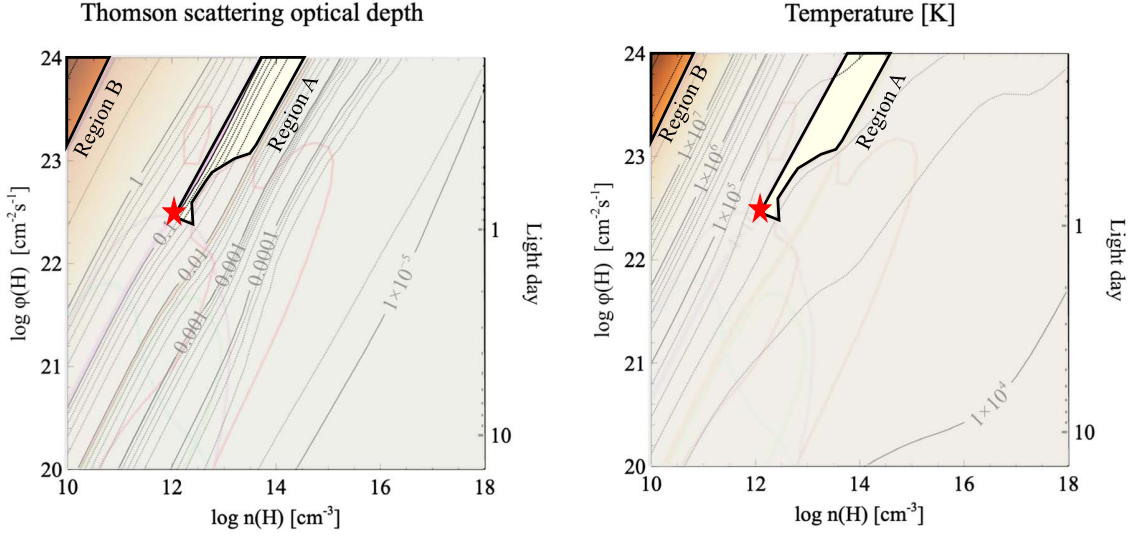 Thomson scattering optical depth
24
23
22
21
20
10
12
14
16
18
log φ(H) [cm⁻²s⁻¹]
log n(H) [cm⁻³]
Light day
1
10
Region B
Region A
1
0.1
0.01
0.001
0.001
0.0001
1×10⁻⁵
Temperature [K]
24
23
22
21
20
10
12
14
16
18
log φ(H) [cm⁻²s⁻¹]
log n(H) [cm⁻³]
Light day
1
10
Region B
Region A
1×10⁷
1×10⁶
1×10⁵
1×10⁴